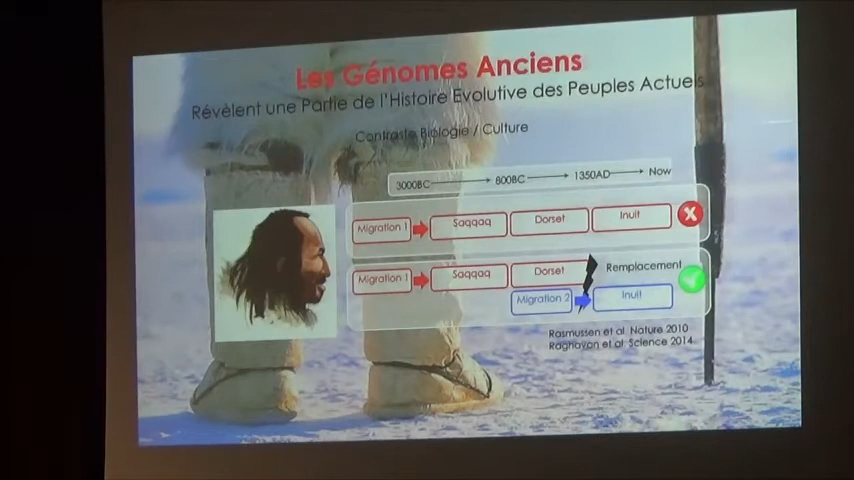 Les Génomes Anciens
Révèlent une Partie de l'Histoire Evolutive des Peuples Actuels
Contraste Biologie / Culture
3000BC 800BC 1350AD Now
Migration 1 Saqqaq Dorset Inuit X
Migration 1 Saqqaq Dorset Remplacement
Migration 2 Inuit
Rasmussen et al. Nature 2010
Raghavan et al. Science 2014